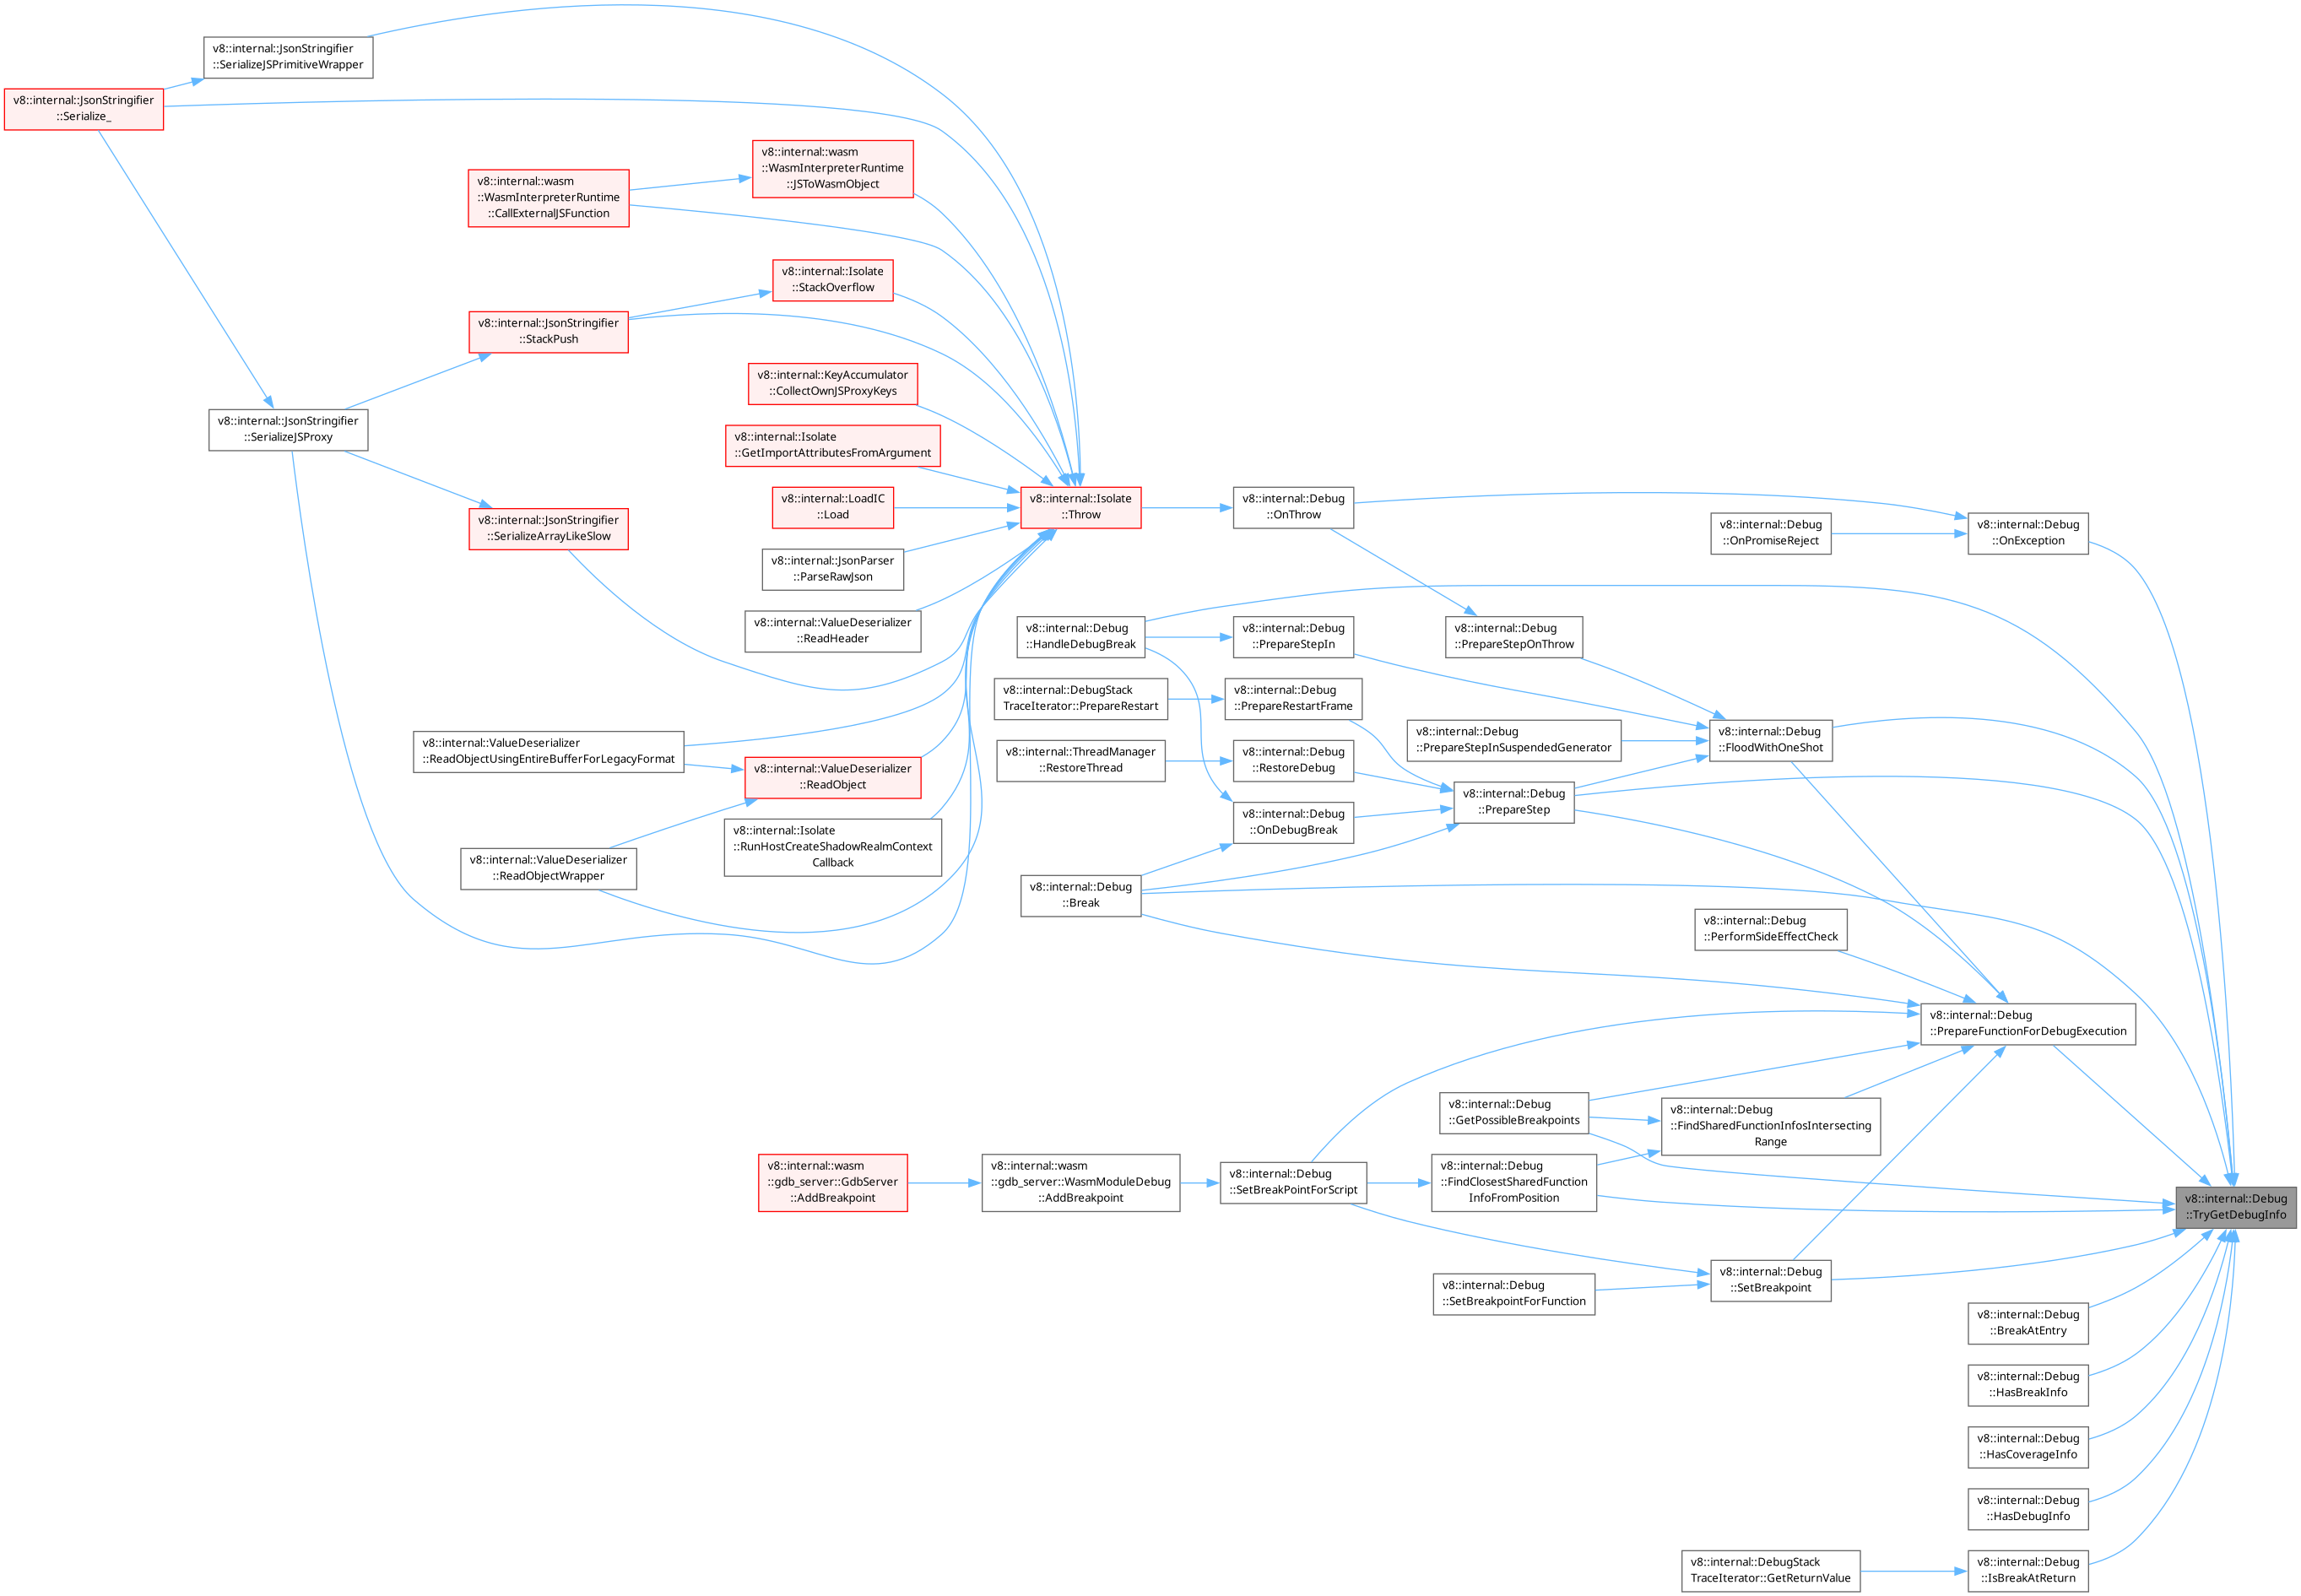 v8::internal::JsonStringifier
::SerializeJSPrimitiveWrapper
v8::internal::JsonStringifier
::Serialize_
v8::internal::wasm
::WasmInterpreterRuntime
::JSToWasmObject
v8::internal::wasm
::WasmInterpreterRuntime
::CallExternalJSFunction
v8::internal::Isolate
::StackOverflow
v8::internal::JsonStringifier
::StackPush
v8::internal::KeyAccumulator
::CollectOwnJSProxyKeys
v8::internal::JsonStringifier
::SerializeJSProxy
v8::internal::Isolate
::GetImportAttributesFromArgument
v8::internal::LoadIC
::Load
v8::internal::Isolate
::Throw
v8::internal::Debug
::OnThrow
v8::internal::JsonStringifier
::SerializeArrayLikeSlow
v8::internal::Debug
::OnPromiseReject
v8::internal::Debug
::OnException
v8::internal::JsonParser
::ParseRawJson
v8::internal::ValueDeserializer
::ReadHeader
v8::internal::Debug
::HandleDebugBreak
v8::internal::Debug
::PrepareStepIn
v8::internal::Debug
::PrepareStepOnThrow
v8::internal::DebugStack
TraceIterator::PrepareRestart
v8::internal::Debug
::PrepareRestartFrame
v8::internal::Debug
::PrepareStepInSuspendedGenerator
v8::internal::Debug
::FloodWithOneShot
v8::internal::ValueDeserializer
::ReadObjectUsingEntireBufferForLegacyFormat
v8::internal::ThreadManager
::RestoreThread
v8::internal::Debug
::RestoreDebug
v8::internal::ValueDeserializer
::ReadObject
v8::internal::Debug
::PrepareStep
v8::internal::Debug
::OnDebugBreak
v8::internal::Isolate
::RunHostCreateShadowRealmContext
Callback
v8::internal::ValueDeserializer
::ReadObjectWrapper
v8::internal::Debug
::Break
v8::internal::Debug
::PerformSideEffectCheck
v8::internal::Debug
::PrepareFunctionForDebugExecution
v8::internal::Debug
::GetPossibleBreakpoints
v8::internal::Debug
::FindSharedFunctionInfosIntersecting
Range
v8::internal::wasm
::gdb_server::GdbServer
::AddBreakpoint
v8::internal::wasm
::gdb_server::WasmModuleDebug
::AddBreakpoint
v8::internal::Debug
::SetBreakPointForScript
v8::internal::Debug
::FindClosestSharedFunction
InfoFromPosition
v8::internal::Debug
::TryGetDebugInfo
v8::internal::Debug
::SetBreakpointForFunction
v8::internal::Debug
::SetBreakpoint
v8::internal::Debug
::BreakAtEntry
v8::internal::Debug
::HasBreakInfo
v8::internal::Debug
::HasCoverageInfo
v8::internal::Debug
::HasDebugInfo
v8::internal::DebugStack
TraceIterator::GetReturnValue
v8::internal::Debug
::IsBreakAtReturn